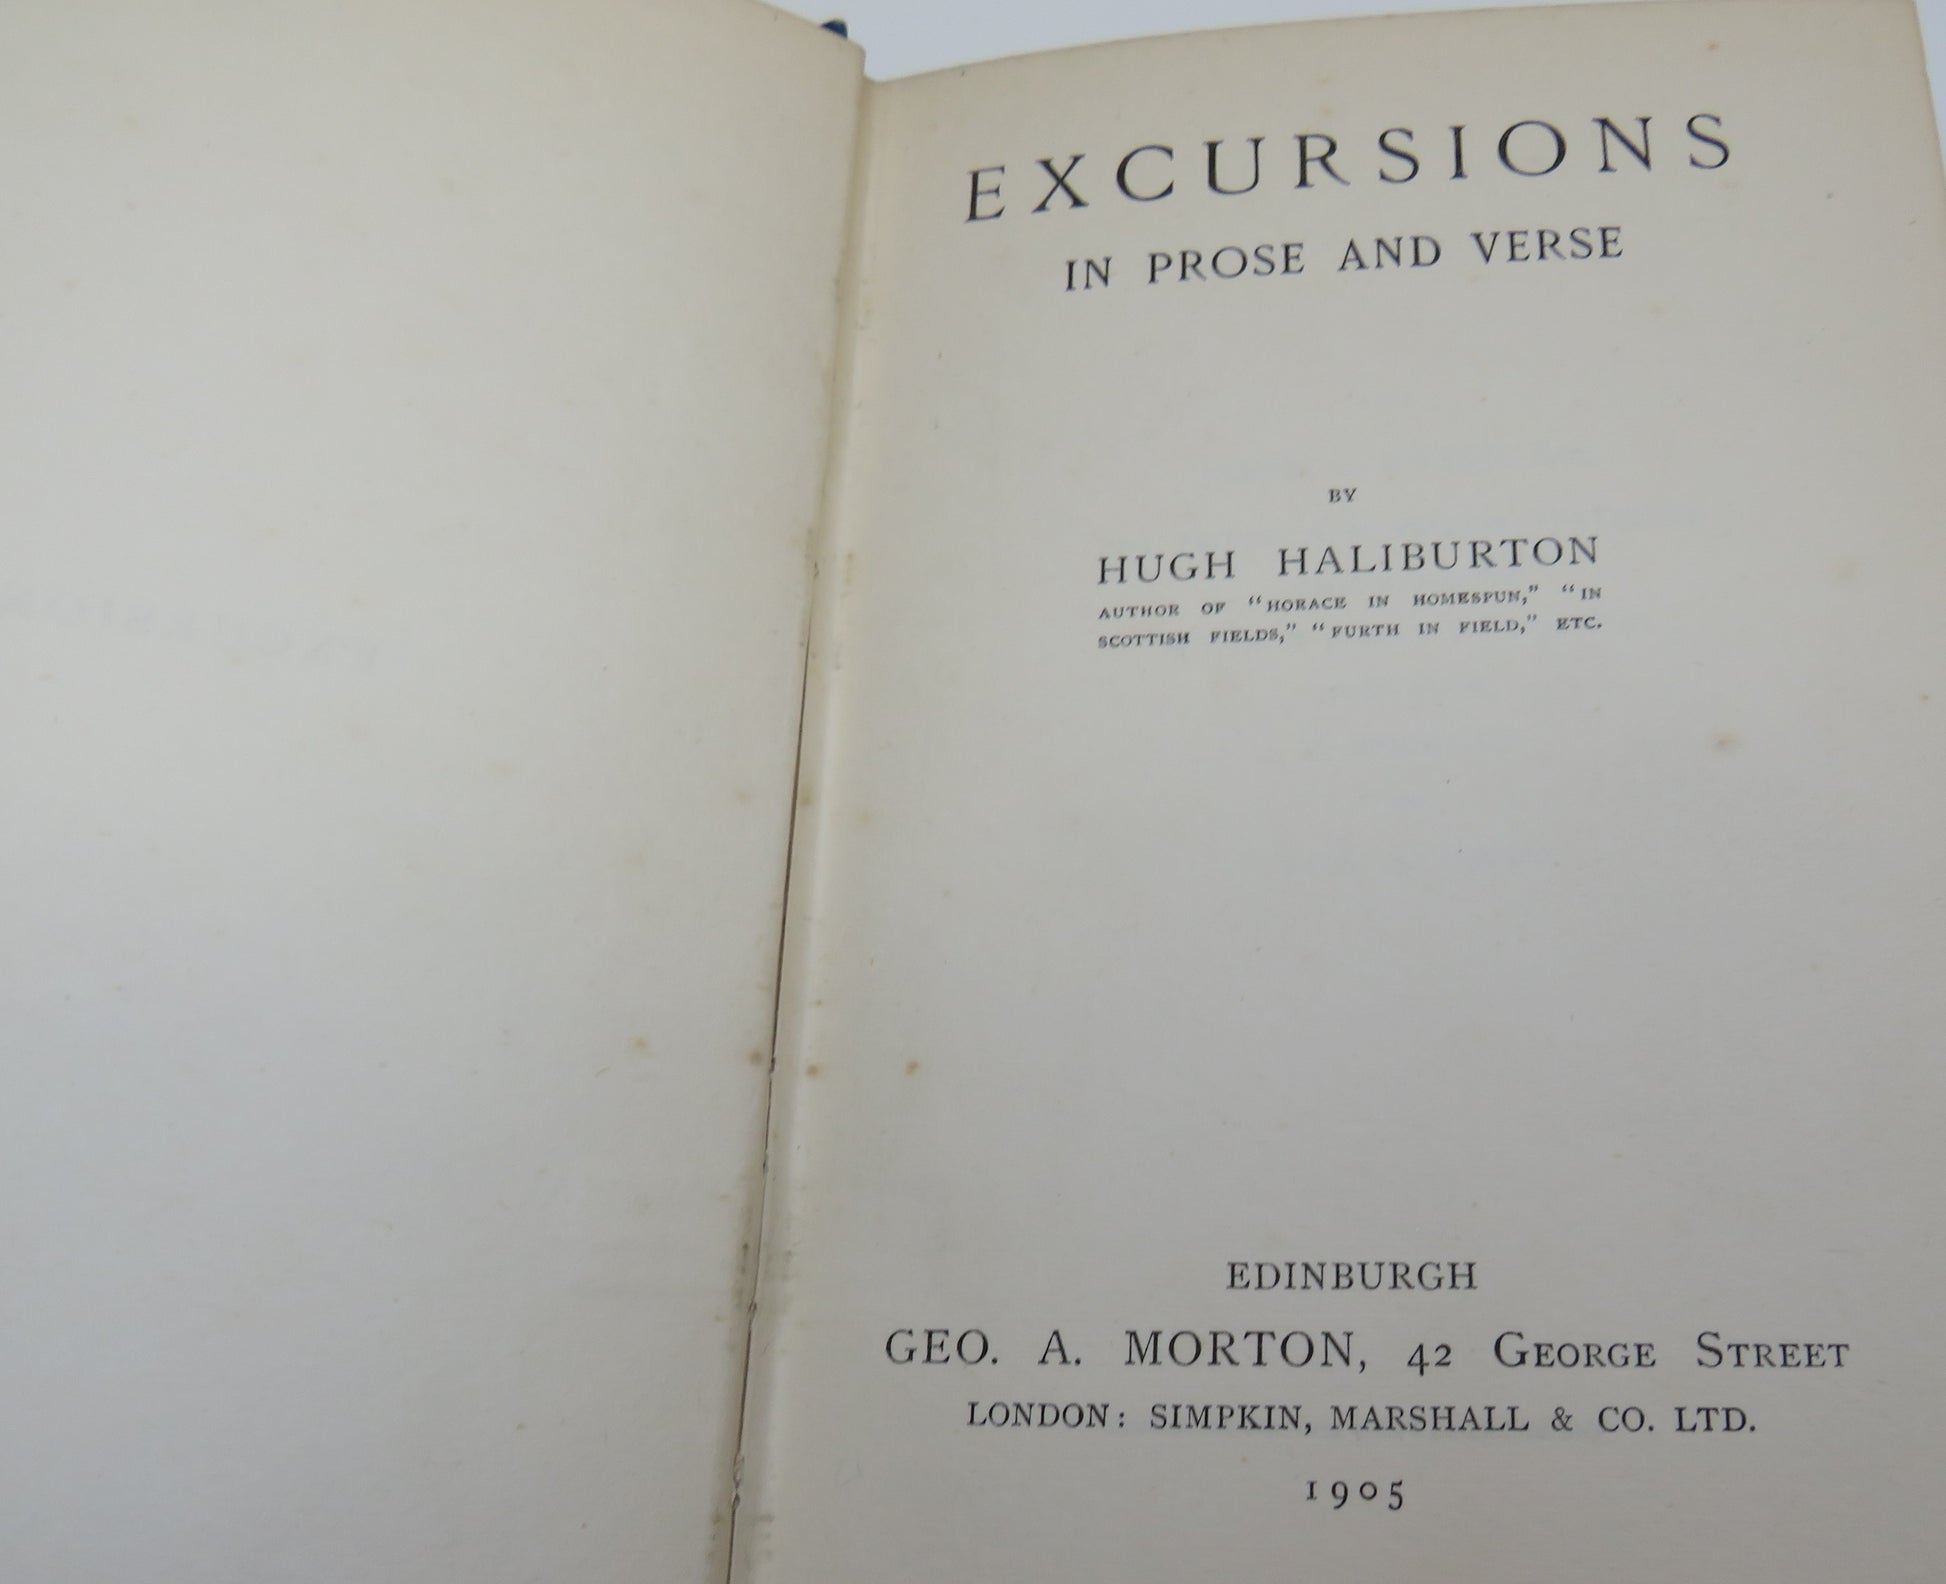 EXCURSIONS
IN PROSE AND VERSE
BY
HUGH HALIBURTON
AUTHOR OF "HORACE IN HOMESPUN," "IN
SCOTTISH FIELDS," "FURTH IN FIELD," ETC.
EDINBURGH
GEO. A. MORTON, 42 GEORGE STREET
LONDON: SIMPKIN, MARSHALL & CO. LTD.
1905